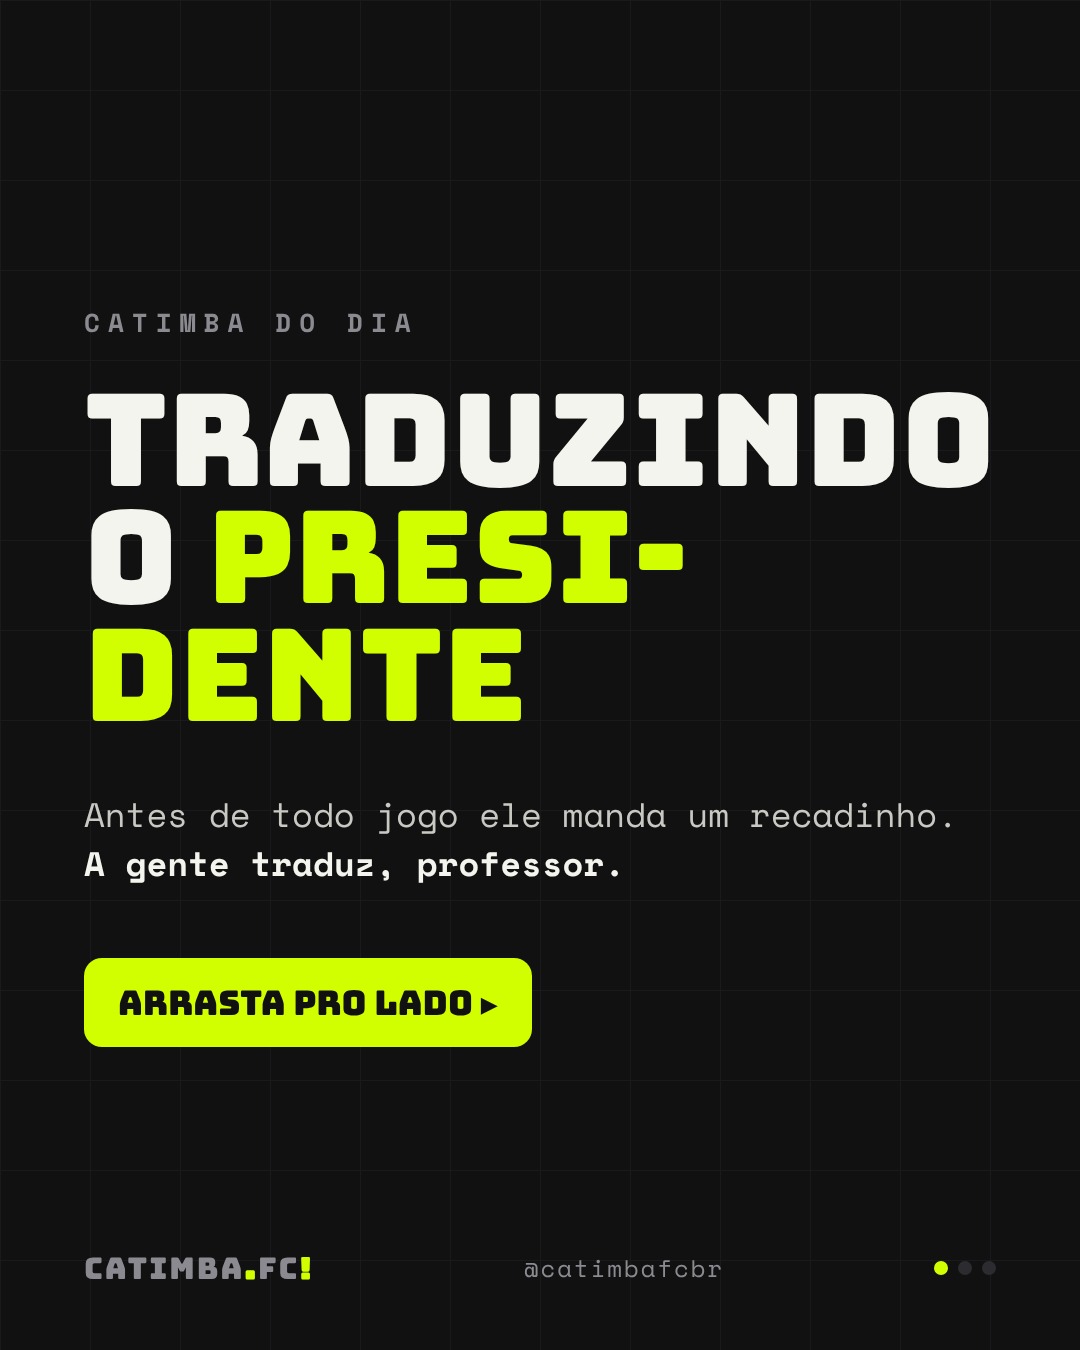 CATIMBA DO DIA
TRADUZINDO
O PRESI-
DENTE
Antes de todo jogo ele manda um recadinho.
A gente traduz, professor.
ARRASTA PRO LADO ▸
CATIMBA.FC!
@catimbafcbr